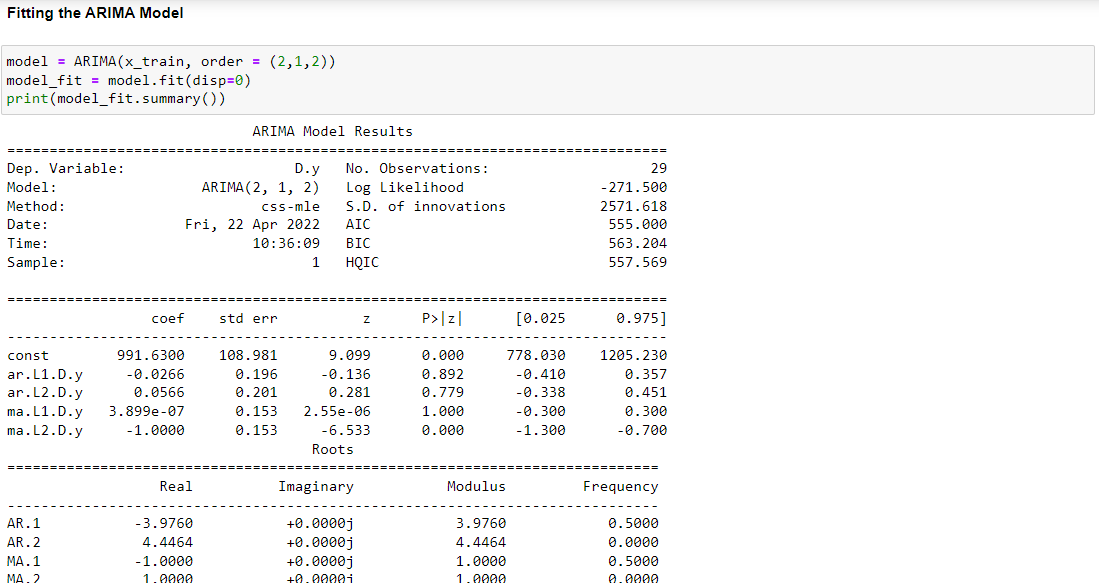 Fitting the ARIMA Model
model = ARIMA(x_train, order = (2,1,2))
model_fit = model.fit(disp=0)
print(model_fit.summary())
ARIMA Model Results
==============================================================================
Dep. Variable: D.y No. Observations: 29
Model: ARIMA(2, 1, 2) Log Likelihood -271.500
Method: css-mle S.D. of innovations 2571.618
Date: Fri, 22 Apr 2022 AIC 555.000
Time: 10:36:09 BIC 563.204
Sample: 1 HQIC 557.569
==============================================================================
coef std err z P>|z| [0.025 0.975]
------------------------------------------------------------------------------
const 991.6300 108.981 9.099 0.000 778.030 1205.230
ar.L1.D.y -0.0266 0.196 -0.136 0.892 -0.410 0.357
ar.L2.D.y 0.0566 0.201 0.281 0.779 -0.338 0.451
ma.L1.D.y 3.899e-07 0.153 2.55e-06 1.000 -0.300 0.300
ma.L2.D.y -1.0000 0.153 -6.533 0.000 -1.300 -0.700
Roots
=============================================================================
Real Imaginary Modulus Frequency
-----------------------------------------------------------------------------
AR.1 -3.9760 +0.0000j 3.9760 0.5000
AR.2 4.4464 +0.0000j 4.4464 0.0000
MA.1 -1.0000 +0.0000j 1.0000 0.5000
MA.2 1.0000 +0.0000j 1.0000 0.0000